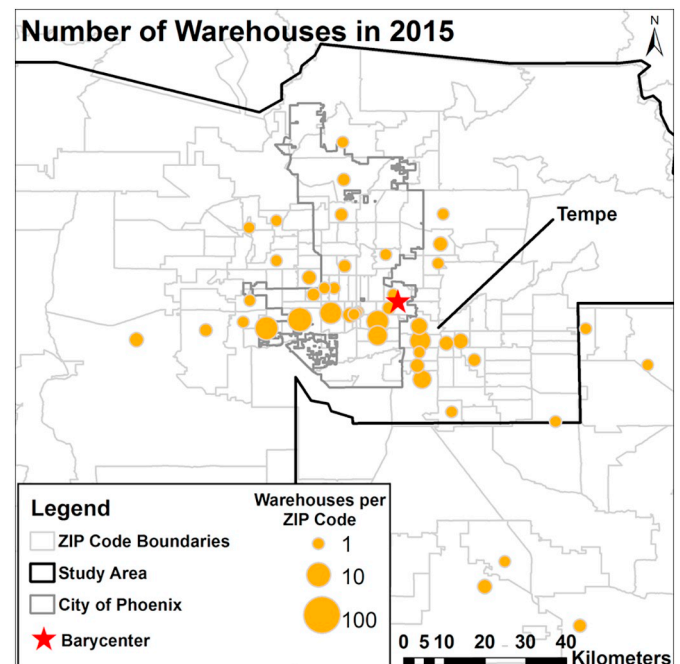 Number of Warehouses in 2015
N
Tempe
Legend
ZIP Code Boundaries
Study Area
City of Phoenix
Barycenter
Warehouses per
ZIP Code
1
10
100
0 5 10 20 30 40
Kilometers